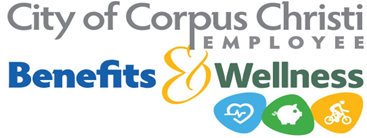 City of Corpus Christi
EMPLOYEE
Benefits & Wellness